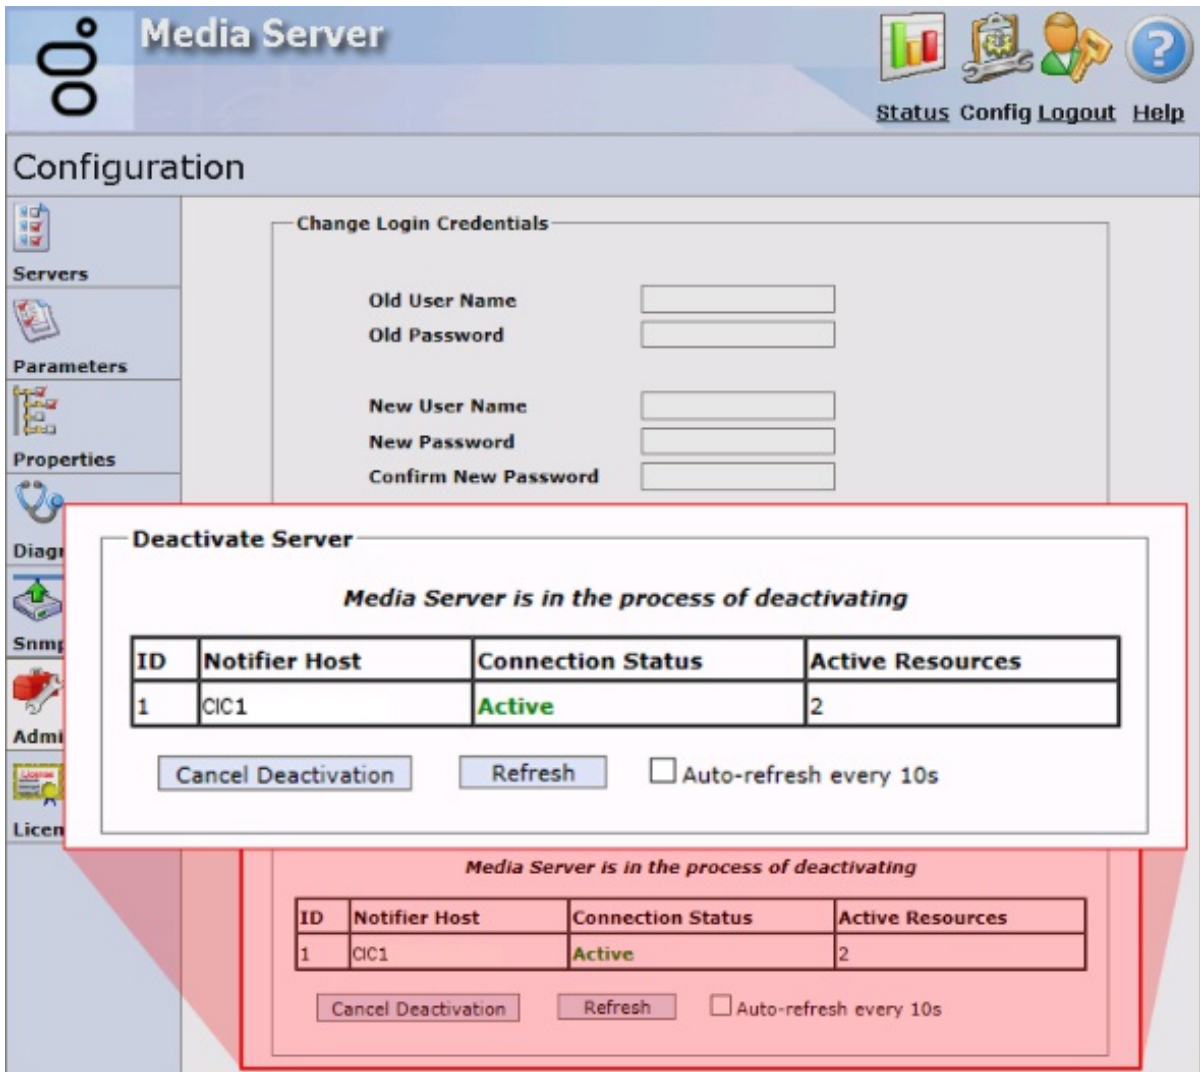 Media Server
Status Config Logout Help
Configuration
Servers
Parameters
Properties
Diagn
Snmp
Admi
Licen
Change Login Credentials
Old User Name
Old Password
New User Name
New Password
Confirm New Password
Deactivate Server
Media Server is in the process of deactivating
ID Notifier Host Connection Status Active Resources
1 CIC1 Active 2
Cancel Deactivation Refresh Auto-refresh every 10s
Media Server is in the process of deactivating
ID Notifier Host Connection Status Active Resources
1 CIC1 Active 2
Cancel Deactivation Refresh Auto-refresh every 10s